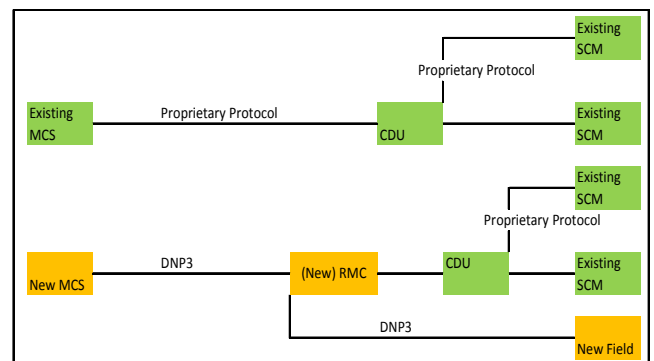 Existing
SCM
Proprietary Protocol
Existing
MCS
Proprietary Protocol
CDU
Existing
SCM
Existing
SCM
Proprietary Protocol
New MCS
DNP3
(New) RMC
CDU
Existing
SCM
DNP3
New Field